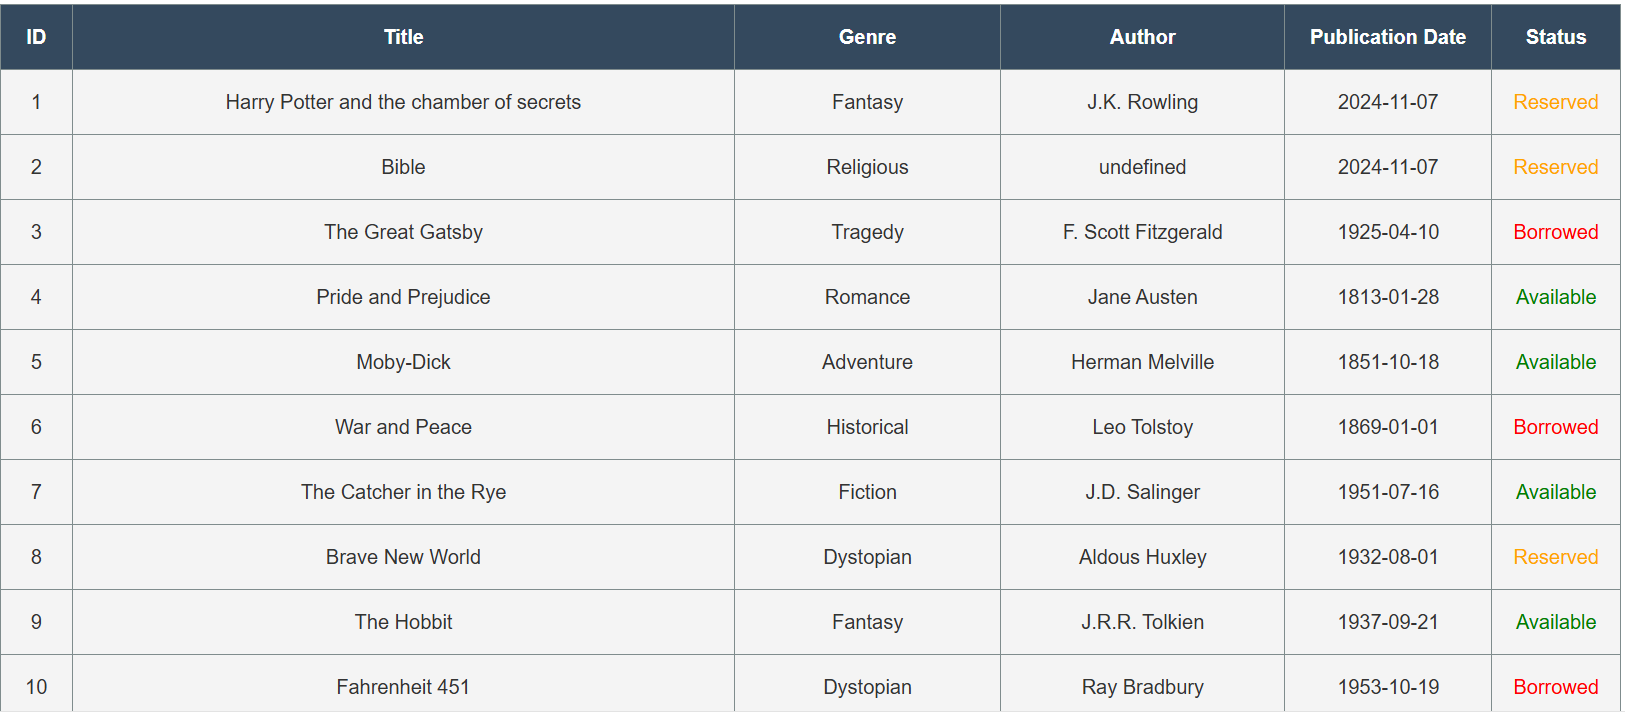 ID Title Genre Author Publication Date Status
1 Harry Potter and the chamber of secrets Fantasy J.K. Rowling 2024-11-07 Reserved
2 Bible Religious undefined 2024-11-07 Reserved
3 The Great Gatsby Tragedy F. Scott Fitzgerald 1925-04-10 Borrowed
4 Pride and Prejudice Romance Jane Austen 1813-01-28 Available
5 Moby-Dick Adventure Herman Melville 1851-10-18 Available
6 War and Peace Historical Leo Tolstoy 1869-01-01 Borrowed
7 The Catcher in the Rye Fiction J.D. Salinger 1951-07-16 Available
8 Brave New World Dystopian Aldous Huxley 1932-08-01 Reserved
9 The Hobbit Fantasy J.R.R. Tolkien 1937-09-21 Available
10 Fahrenheit 451 Dystopian Ray Bradbury 1953-10-19 Borrowed